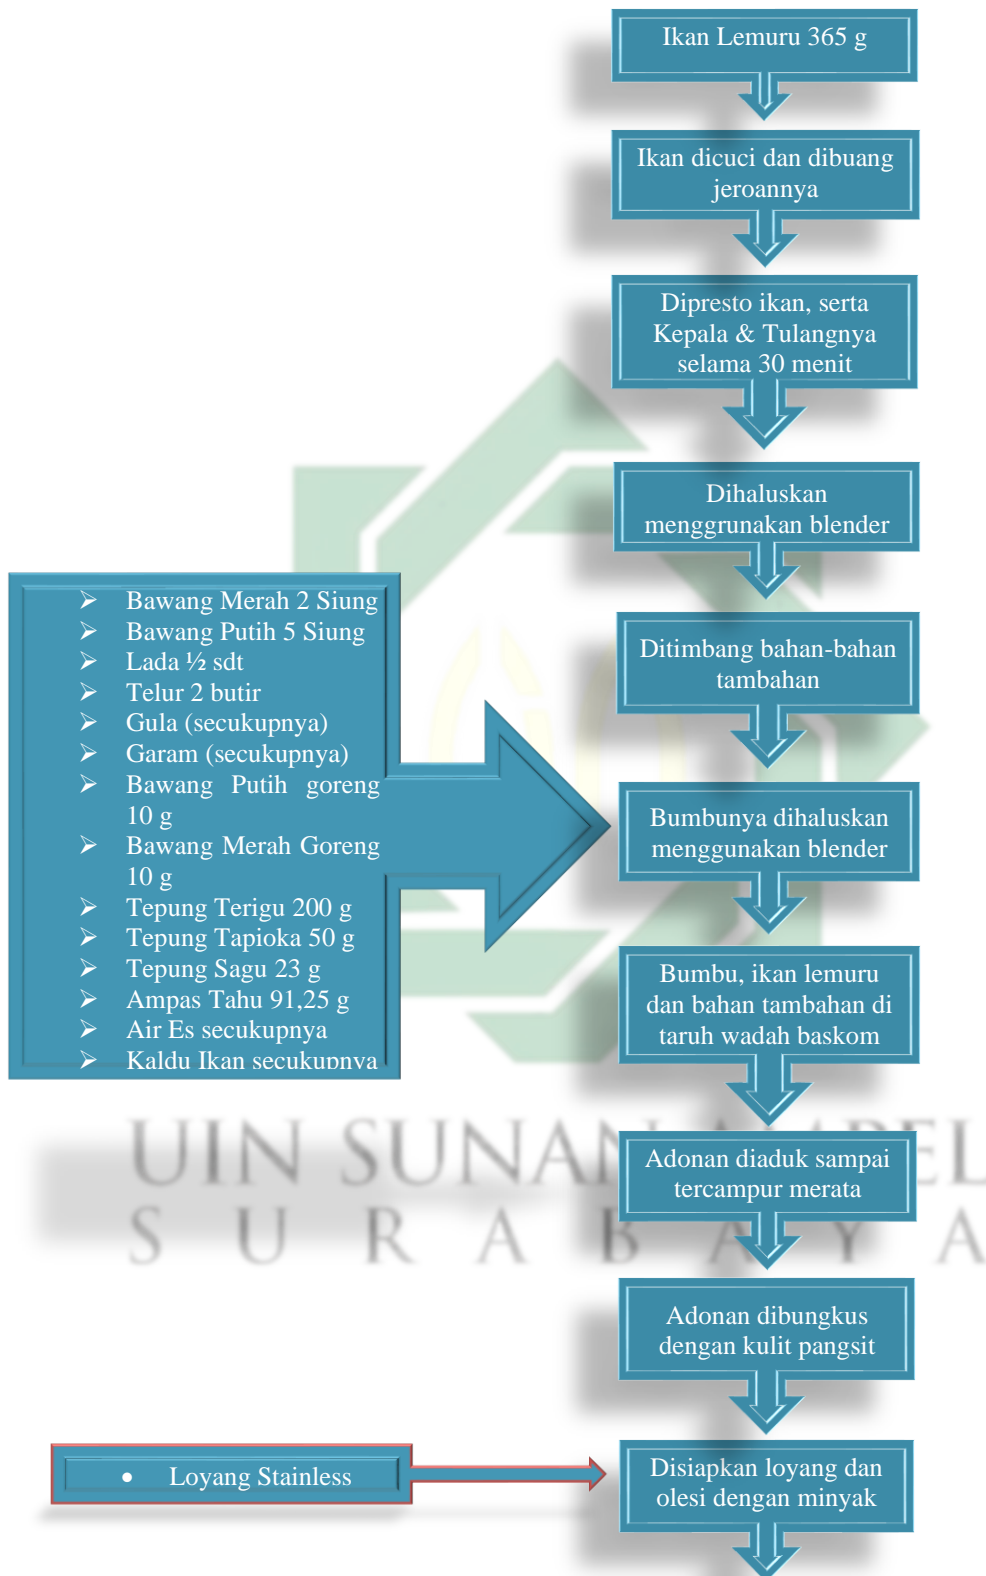 Ikan Lemuru 365 g
Ikan dicuci dan dibuang
jeroannya
Dipresto ikan, serta
Kepala & Tulangnya
selama 30 menit
Dihaluskan
menggrunakan blender
Ditimbang bahan-bahan
tambahan
➢ Bawang Merah 2 Siung
➢ Bawang Putih 5 Siung
➢ Lada ½ sdt
➢ Telur 2 butir
➢ Gula (secukupnya)
➢ Garam (secukupnya)
➢ Bawang Putih goreng
10 g
➢ Bawang Merah Goreng
10 g
➢ Tepung Terigu 200 g
➢ Tepung Tapioka 50 g
➢ Tepung Sagu 23 g
➢ Ampas Tahu 91,25 g
➢ Air Es secukupnya
➢ Kaldu Ikan secukupnya
Bumbunya dihaluskan
menggunakan blender
Bumbu, ikan lemuru
dan bahan tambahan di
taruh wadah baskom
Adonan diaduk sampai
tercampur merata
Adonan dibungkus
dengan kulit pangsit
• Loyang Stainless
Disiapkan loyang dan
olesi dengan minyak
UIN SUNAN AMPEL
SURABAYA